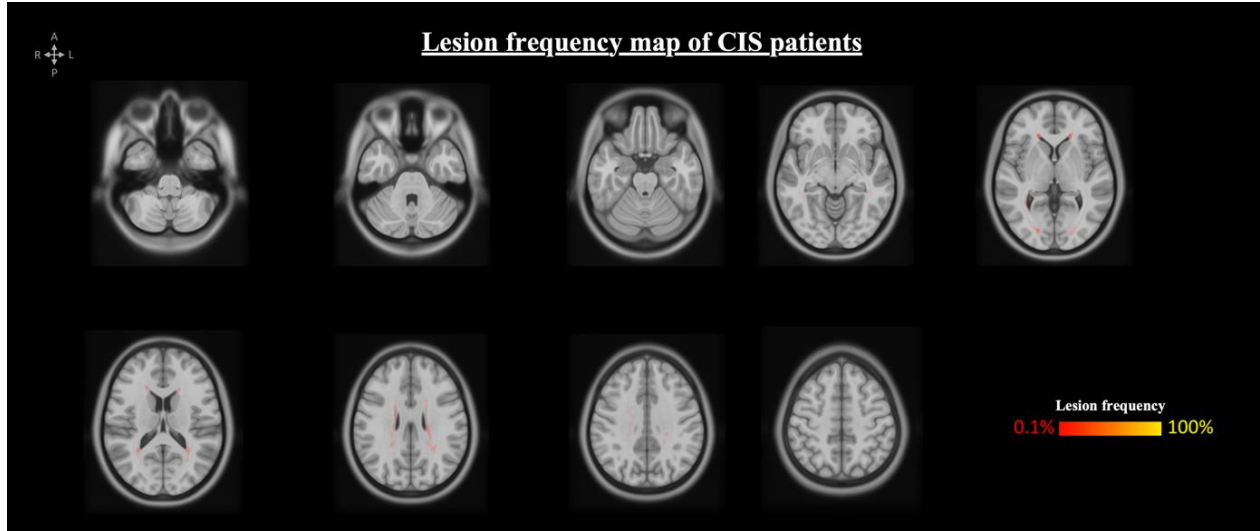 Lesion frequency map of CIS patients
A
R L
P
Lesion frequency
0.1% 100%